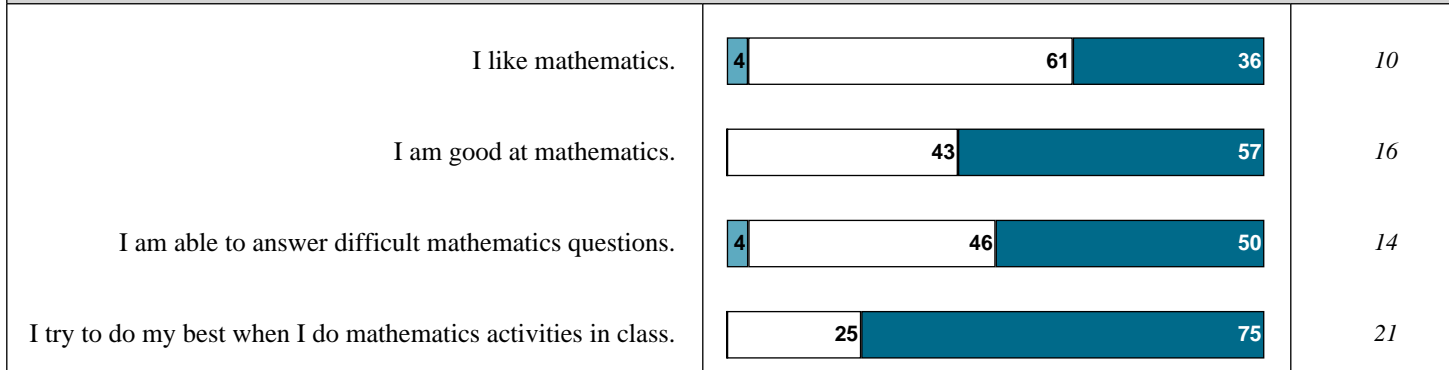 I like mathematics. 4 61 36 10
I am good at mathematics. 43 57 16
I am able to answer difficult mathematics questions. 4 46 50 14
I try to do my best when I do mathematics activities in class. 25 75 21